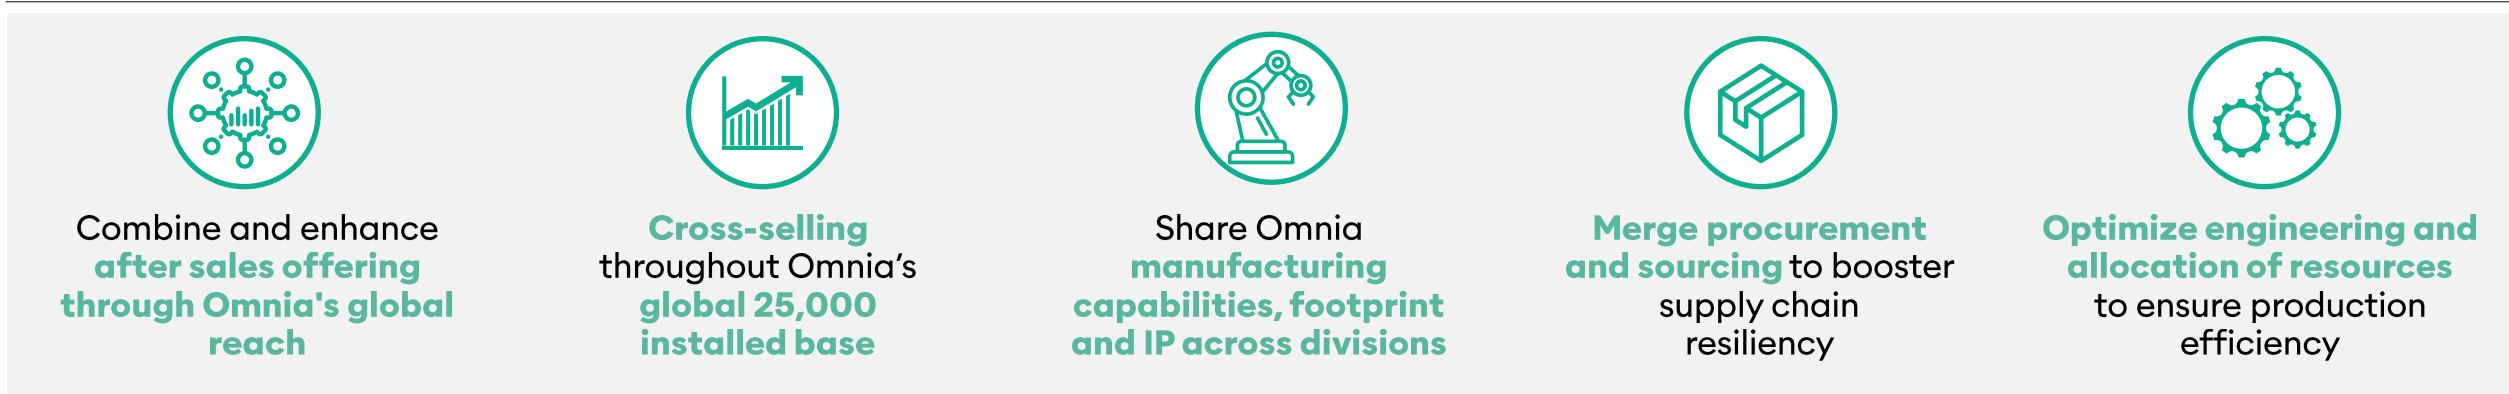 Combine and enhance
after sales offering
through Omnia's global
reach
Cross-selling
throughout Omnia’s
global 25,000
installed base
Share Omnia
manufacturing
capabilities, footprint
and IP across divisions
Merge procurement
and sourcing to booster
supply chain
resiliency
Optimize engineering and
allocation of resources
to ensure production
efficiency